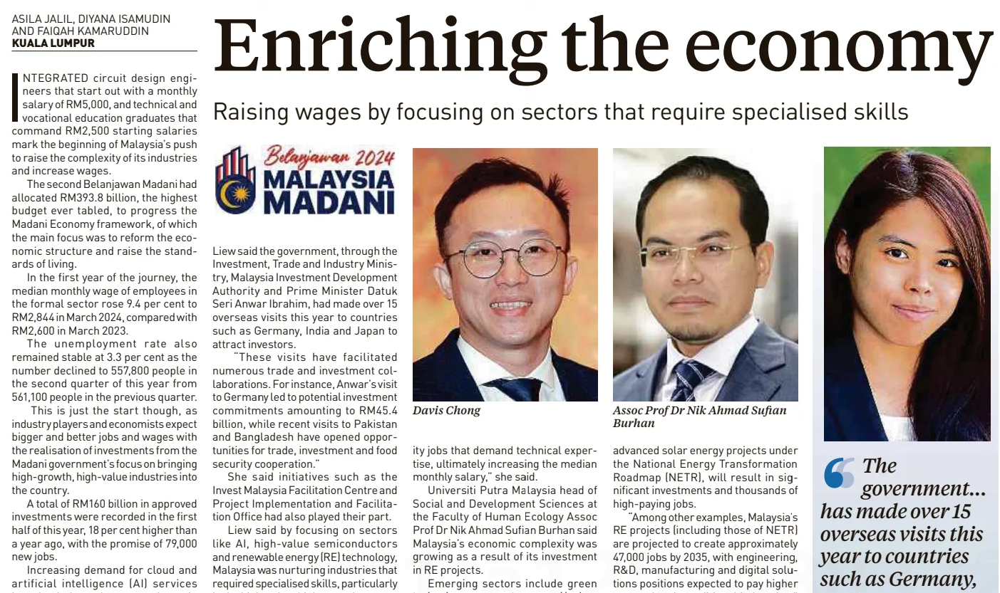 ASILA JALIL, DIYANA ISAMUDIN
AND FAIQAH KAMARUDDIN
KUALA LUMPUR
Enriching the economy
Raising wages by focusing on sectors that require specialised skills
INTEGRATED circuit design engi-
neers that start out with a monthly
salary of RM5,000, and technical and
vocational education graduates that
command RM2,500 starting salaries
mark the beginning of Malaysia's push
to raise the complexity of its industries
and increase wages.
The second Belanjawan Madani had
allocated RM393.8 billion, the highest
budget ever tabled, to progress the
Madani Economy framework, of which
the main focus was to reform the eco-
nomic structure and raise the stand-
ards of living.
In the first year of the journey, the
median monthly wage of employees in
the formal sector rose 9.4 per cent to
RM2,844 in March 2024, compared with
RM2,600 in March 2023.
The unemployment rate also
remained stable at 3.3 per cent as the
number declined to 557,800 people in
the second quarter of this year from
561,100 people in the previous quarter.
This is just the start though, as
industry players and economists expect
bigger and better jobs and wages with
the realisation of investments from the
Madani government's focus on bringing
high-growth, high-value industries into
the country.
A total of RM160 billion in approved
investments were recorded in the first
half of this year, 18 per cent higher than
a year ago, with the promise of 79,000
new jobs.
Increasing demand for cloud and
artificial intelligence (AI) services
Belanjawan 2024
MALAYSIA
MADANI
Liew said the government, through the
Investment, Trade and Industry Minis-
try, Malaysia Investment Development
Authority and Prime Minister Datuk
Seri Anwar Ibrahim, had made over 15
overseas visits this year to countries
such as Germany, India and Japan to
attract investors.
"These visits have facilitated
numerous trade and investment col-
laborations. For instance, Anwar's visit
to Germany led to potential investment
commitments amounting to RM45.4
billion, while recent visits to Pakistan
and Bangladesh have opened oppor-
tunities for trade, investment and food
security cooperation."
She said initiatives such as the
Invest Malaysia Facilitation Centre and
Project Implementation and Facilita-
tion Office had also played their part.
Liew said by focusing on sectors
like AI, high-value semiconductors
and renewable energy (RE) technology,
Malaysia was nurturing industries that
required specialised skills, particularly
Davis Chong
ity jobs that demand technical exper-
tise, ultimately increasing the median
monthly salary," she said.
Universiti Putra Malaysia head of
Social and Development Sciences at
the Faculty of Human Ecology Assoc
Prof Dr Nik Ahmad Sufian Burhan said
Malaysia's economic complexity was
growing as a result of its investment
in RE projects.
Emerging sectors include green
Assoc Prof Dr Nik Ahmad Sufian
Burhan
advanced solar energy projects under
the National Energy Transformation
Roadmap (NETR), will result in sig-
nificant investments and thousands of
high-paying jobs.
"Among other examples, Malaysia's
RE projects (including those of NETR)
are projected to create approximately
47,000 jobs by 2035, with engineering,
R&D, manufacturing and digital solu-
tions positions expected to pay higher
The
government...
has made over 15
overseas visits this
year to countries
such as Germany,